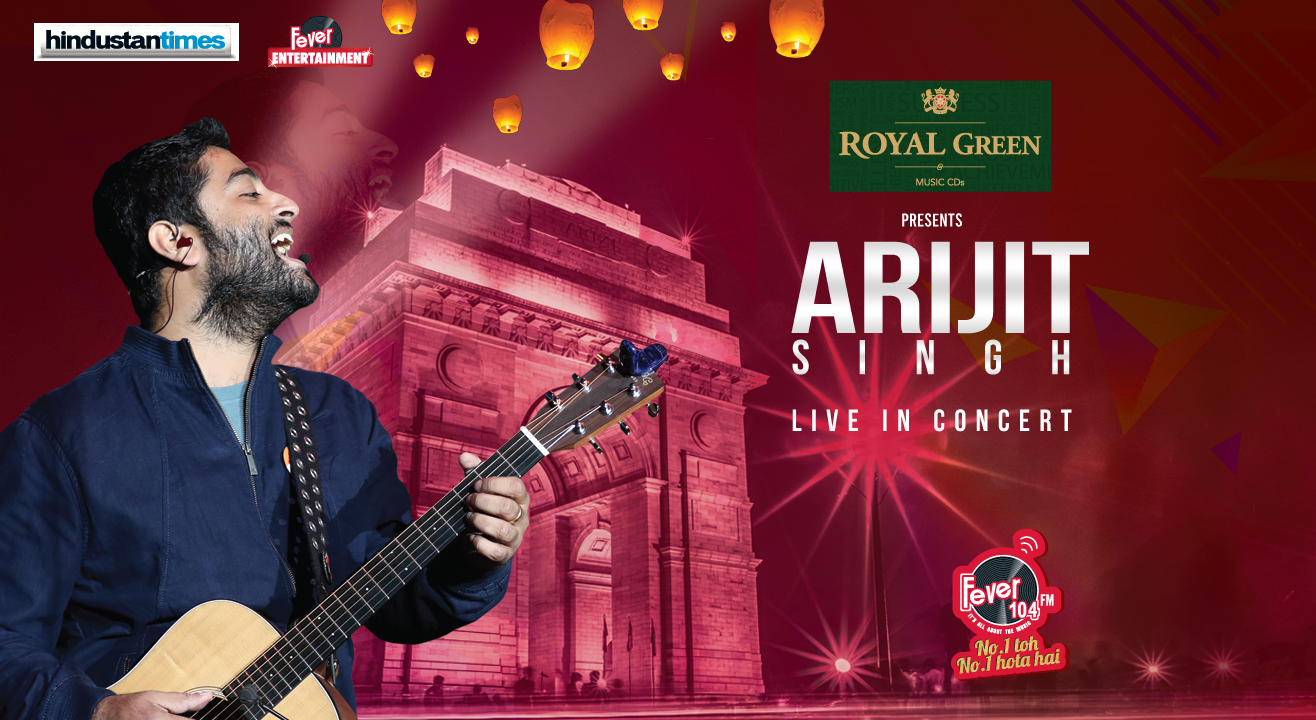 hindustantimes
Fever
ENTERTAINMENT
ROYAL GREEN
MUSIC CDs
PRESENTS
ARIJIT
SINGH
LIVE IN CONCERT
Fever
104 FM
IT'S ALL ABOUT THE MUSIC
No.1 toh
No.1 hota hai